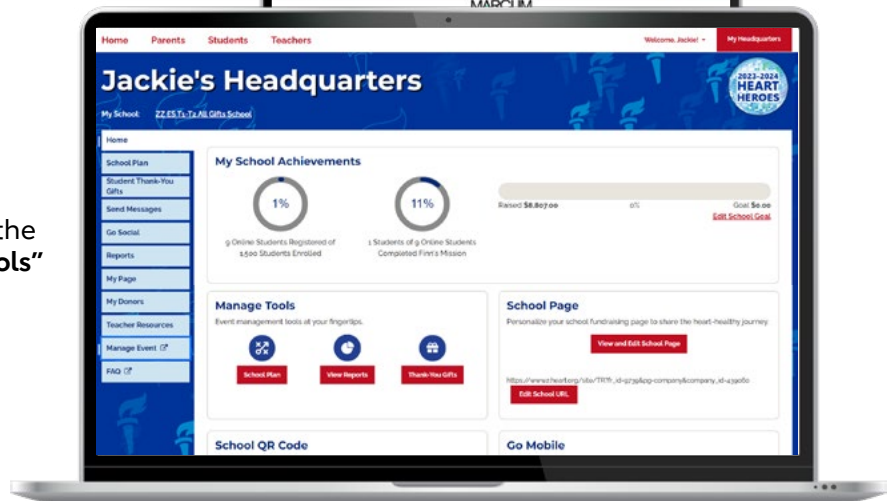 MARCUM
Home Parents Students Teachers Welcome, Jackie! My Headquarters
Jackie's Headquarters
2023-2024
HEART
HEROES
My School: ZZ ES T1-T2 All Gifts School
Home
School Plan
Student Thank-You
Gifts
Send Messages
Go Social
Reports
My Page
My Donors
Teacher Resources
Manage Event
FAQ
the
ols"
My School Achievements
1%
9 Online Students Registered of
1,500 Students Enrolled
11%
1 Students of 9 Online Students
Completed Finn's Mission
Raised $8,807.00 0% Goal $0.00
Edit School Goal
Manage Tools
Event management tools at your fingertips.
School Plan View Reports Thank-You Gifts
School Page
Personalize your school fundraising page to share the heart-healthy journey.
View and Edit School Page
Edit School URL
School QR Code
Go Mobile